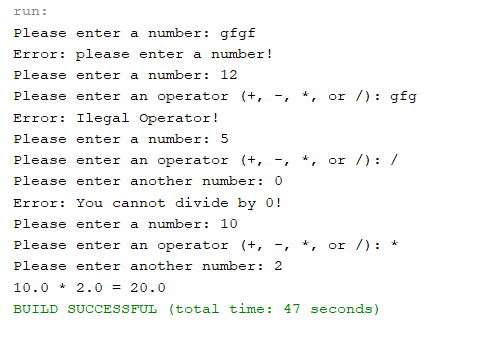 run:
Please enter a number: gfgf
Error: please enter a number!
Please enter a number: 12
Please enter an operator (+, -, *, or /): gfg
Error: Ilegal Operator!
Please enter a number: 5
Please enter an operator (+, -, *, or /): /
Please enter another number: 0
Error: You cannot divide by 0!
Please enter a number: 10
Please enter an operator (+, -, *, or /): *
Please enter another number: 2
10.0 * 2.0 = 20.0
BUILD SUCCESSFUL (total time: 47 seconds)